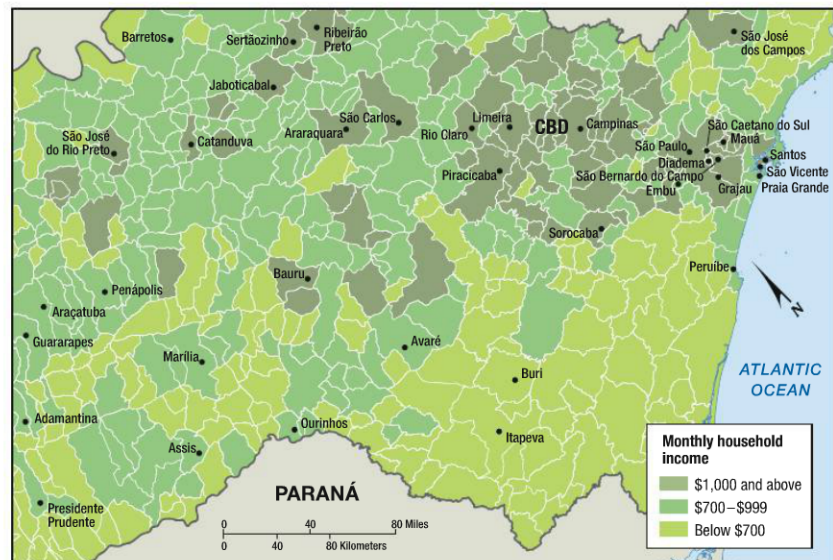 Barretos
Sertãozinho
Ribeirão
Preto
São José
dos Campos
Jaboticabal
São José
do Rio Preto
Catanduva
Araraquara
São Carlos
Rio Claro
Limeira
CBD
Campinas
Piracicaba
São Caetano do Sul
Mauá
São Paulo
Diadema
São Bernardo do Campo
Embu
Santos
São Vicente
Praia Grande
Grajau
Sorocaba
Peruíbe
Penápolis
Bauru
Araçatuba
Guararapes
Marília
Avaré
Buri
N
ATLANTIC
OCEAN
Adamantina
Assis
Ourinhos
Itapeva
Presidente
Prudente
PARANÁ
0 40 80 Miles
0 40 80 Kilometers
Monthly household
income
$1,000 and above
$700–$999
Below $700